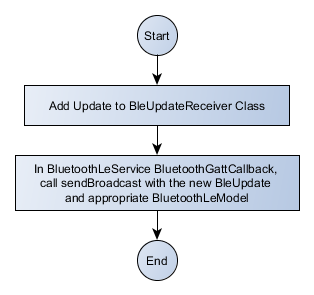 Start
Add Update to BleUpdateReceiver Class
In BluetoothLeService BluetoothGattCallback,
call sendBroadcast with the new BleUpdate
and appropriate BluetoothLeModel
End